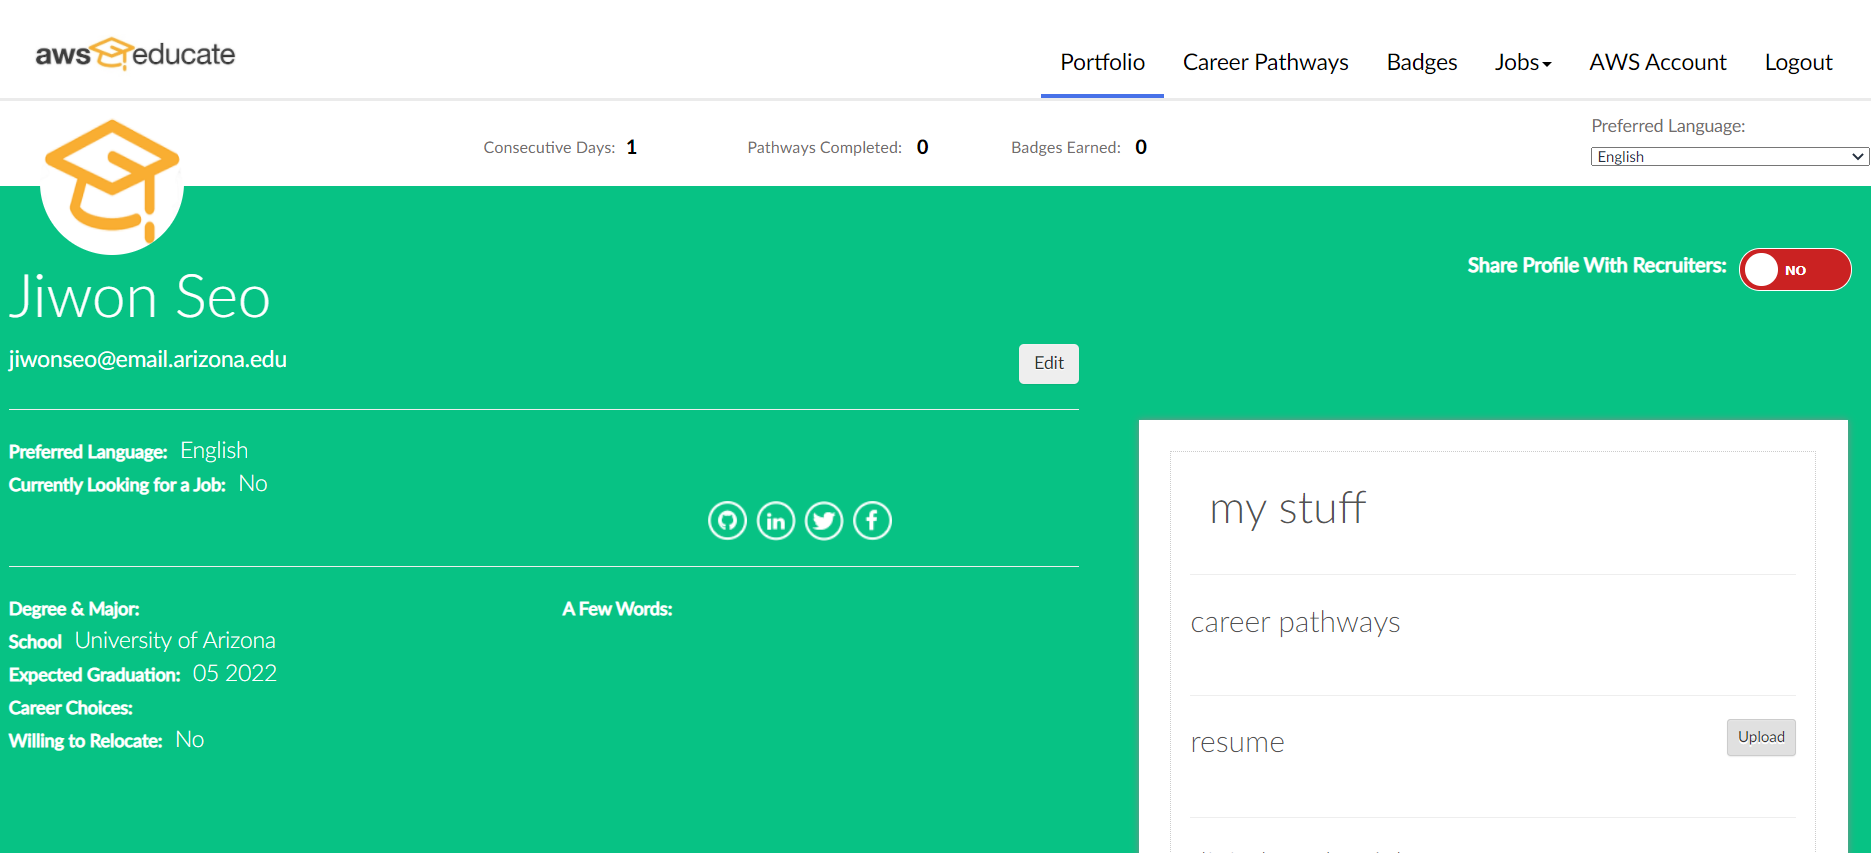 aws educate
Portfolio Career Pathways Badges Jobs AWS Account Logout
Consecutive Days: 1 Pathways Completed: 0 Badges Earned: 0
Preferred Language:
English
Share Profile With Recruiters: NO
Jiwon Seo
jiwonseo@email.arizona.edu
Edit
Preferred Language: English
Currently Looking for a Job: No
Degree & Major:
School University of Arizona
Expected Graduation: 05 2022
Career Choices:
Willing to Relocate: No
A Few Words:
my stuff
career pathways
resume
Upload